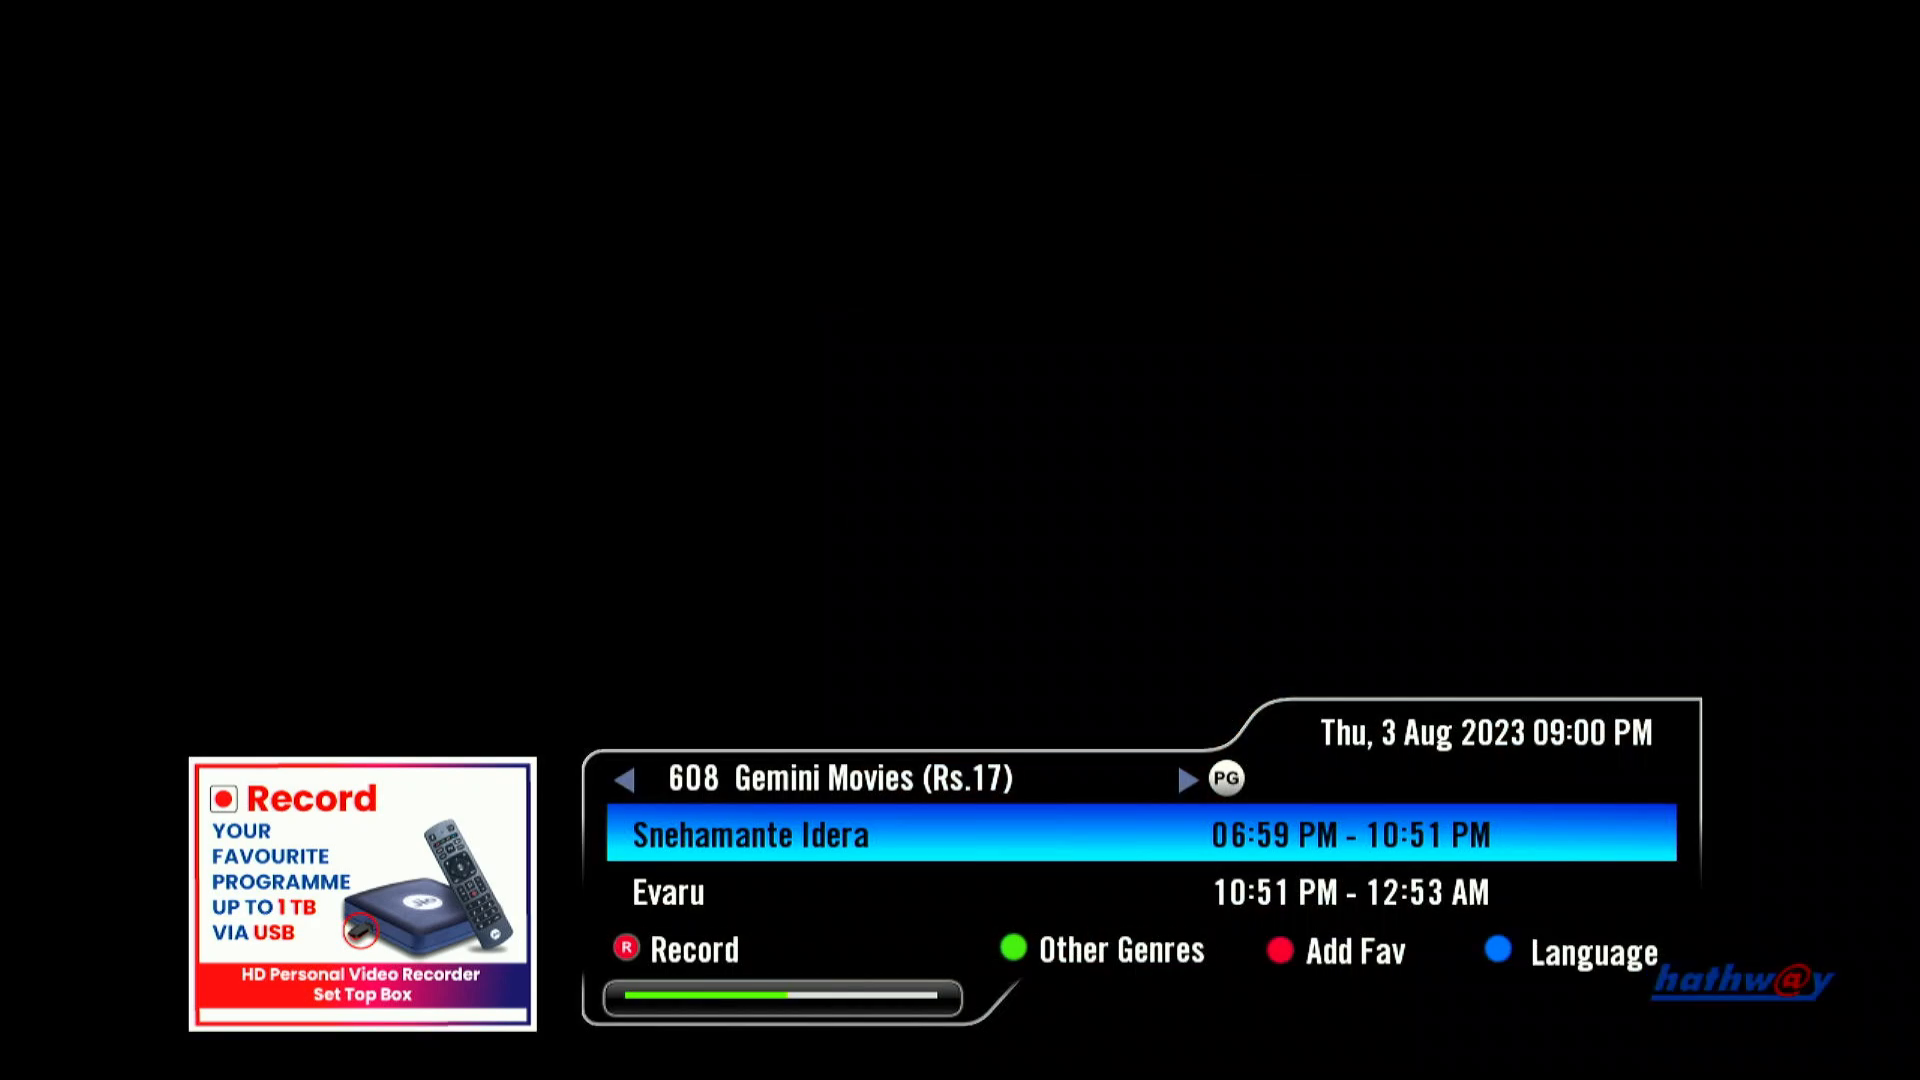 Thu, 3 Aug 2023 09:00 PM
608 Gemini Movies (Rs.17) PG
Snehamante Idera 06:59 PM - 10:51 PM
Evaru 10:51 PM - 12:53 AM
R Record Other Genres Add Fav Language
hathw@y
Record
YOUR
FAVOURITE
PROGRAMME
UP TO 1 TB
VIA USB
Jio
HD Personal Video Recorder
Set Top Box